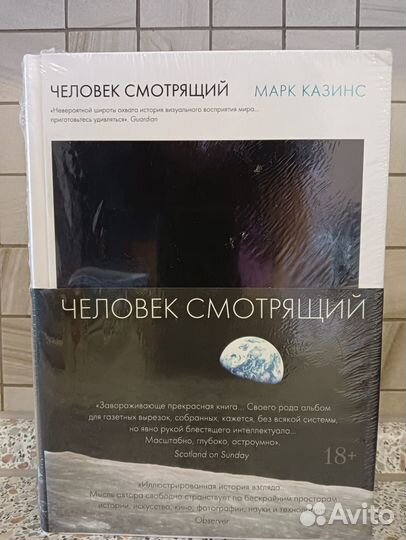 ЧЕЛОВЕК СМОТРЯЩИЙ МАРК КАЗИНС
«Невероятной широты охвата история визуального восприятия мира...
приготовьтесь удивляться», Guardian
ЧЕЛОВЕК СМОТРЯЩИЙ
«Завораживающе прекрасная книга... Своего рода альбом
для газетных вырезок, собранных, кажется, без всякой системы,
но явно рукой блестящего интеллектуала...
Масштабно, глубоко, остроумно».
Scotland on Sunday
18+
«Иллюстрированная история взгляда...
Мысль автора свободно странствует по бескрайним просторам
истории, искусства, кино, фотографии, науки и технологии»
Observer
Avito